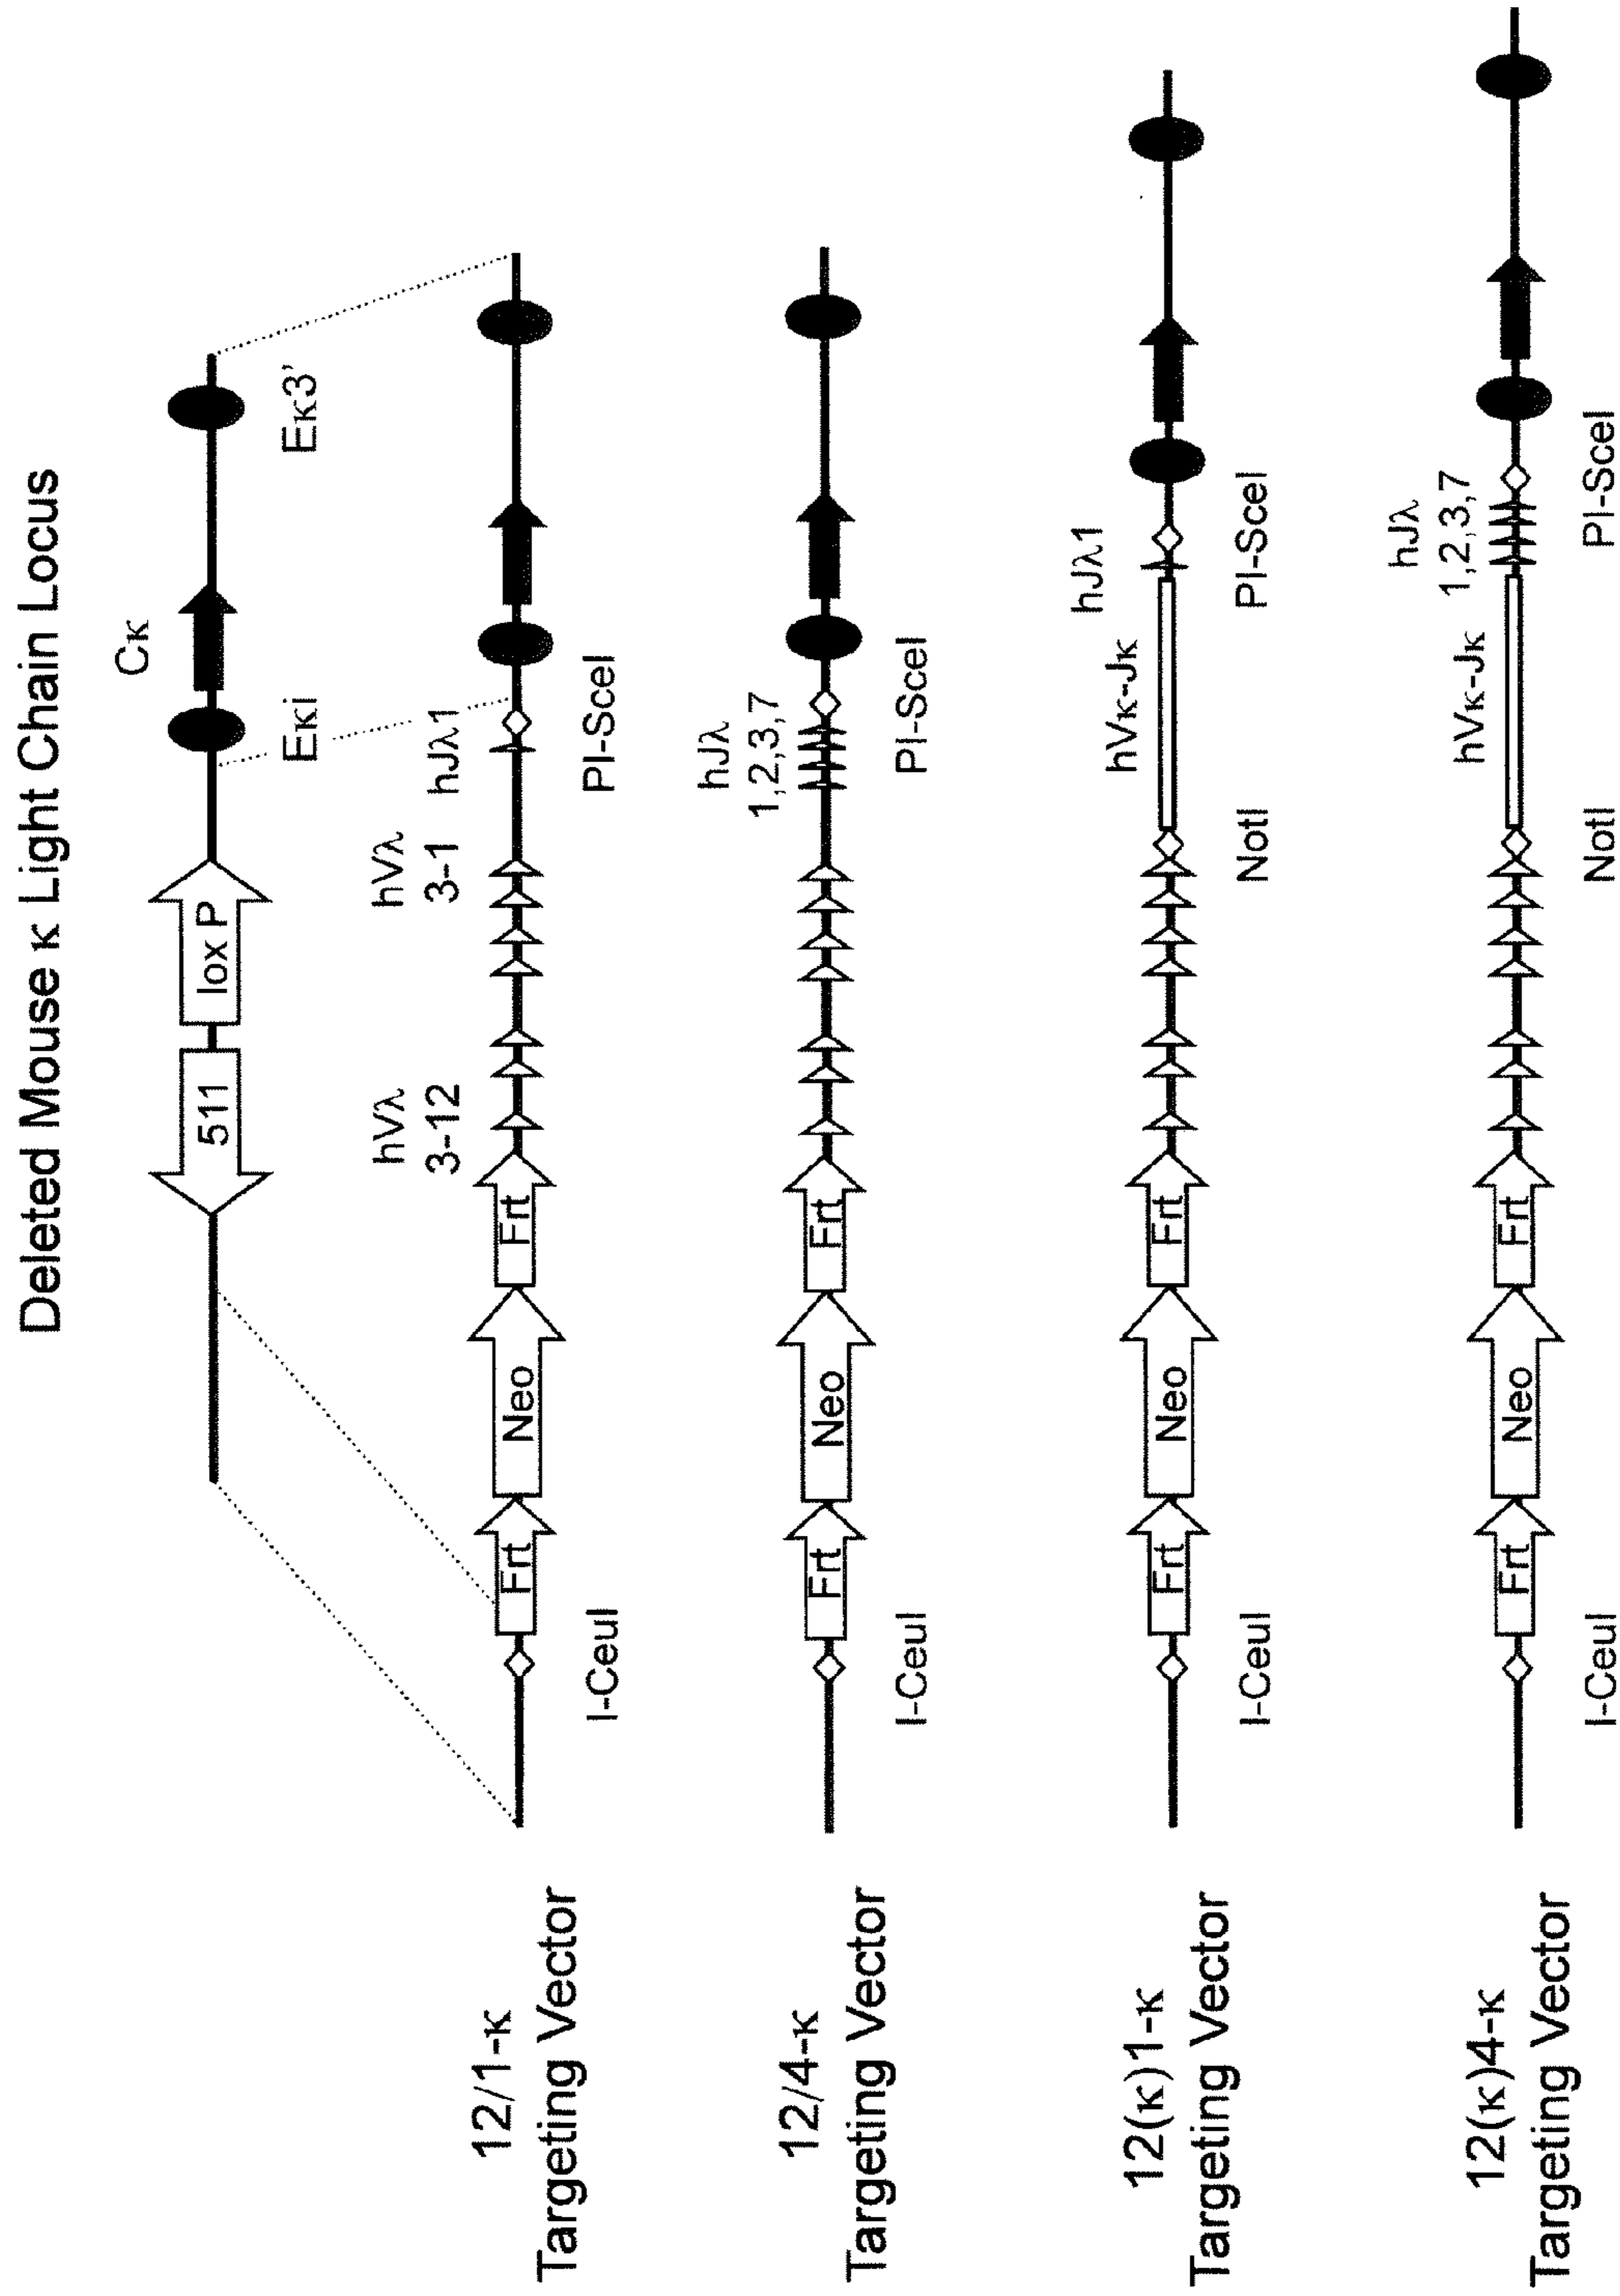 Deleted Mouse κ Light Chain Locus
511
lox P
Cκ
Eκi
Eκ3'
12/1-κ
Targeting Vector
I-CeuI
Frt
Neo
Frt
hVλ
3-12
hVλ
3-1
hJλ1
PI-SceI
12/4-κ
Targeting Vector
I-CeuI
Frt
Neo
Frt
hJλ
1,2,3,7
PI-SceI
12(κ)1-κ
Targeting Vector
I-CeuI
Frt
Neo
Frt
NotI
hVκ-Jκ
hJλ1
PI-SceI
12(κ)4-κ
Targeting Vector
I-CeuI
Frt
Neo
Frt
NotI
hVκ-Jκ
hJλ
1,2,3,7
PI-SceI